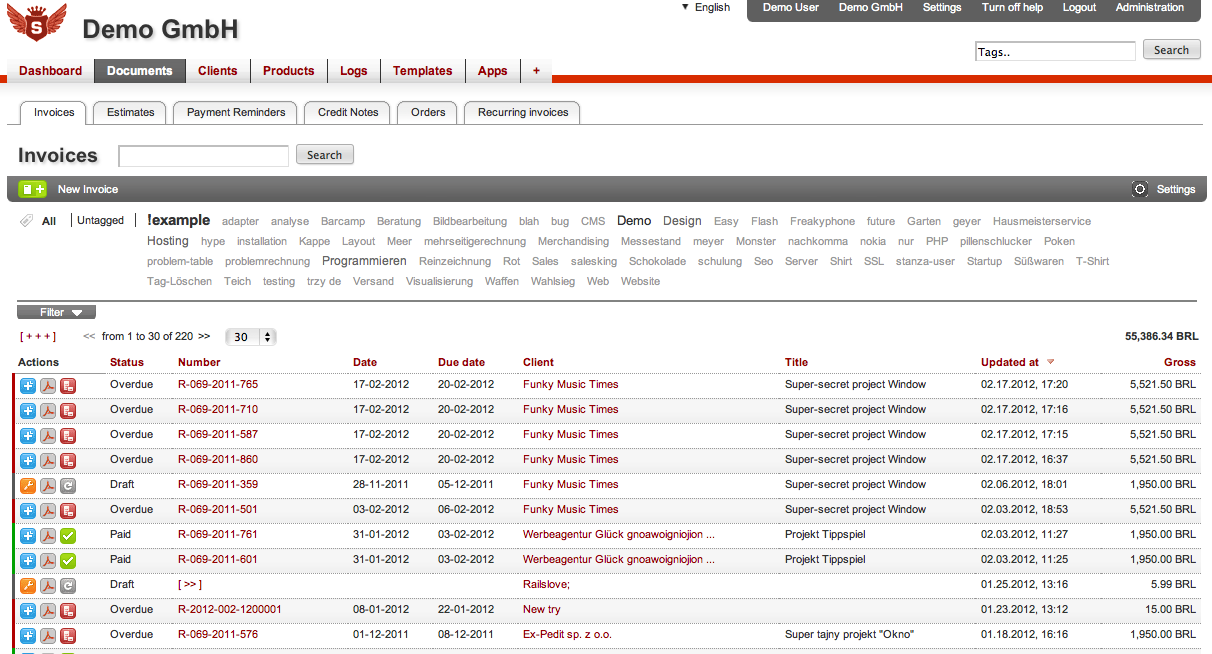 ▼ English Demo User Demo GmbH Settings Turn off help Logout Administration
S Demo GmbH
Tags.. Search
Dashboard Documents Clients Products Logs Templates Apps +
Invoices Estimates Payment Reminders Credit Notes Orders Recurring invoices
Invoices Search
New Invoice Settings
All Untagged !example adapter analyse Barcamp Beratung Bildbearbeitung blah bug CMS Demo Design Easy Flash Freakyphone future Garten geyer Hausmeisterservice
Hosting hype installation Kappe Layout Meer mehrseitigerechnung Merchandising Messestand meyer Monster nachkomma nokia nur PHP pillenschlucker Poken
problem-table problemrechnung Programmieren Reinzeichnung Rot Sales salesking Schokolade schulung Seo Server Shirt SSL stanza-user Startup Süßwaren T-Shirt
Tag-Löschen Teich testing trzy de Versand Visualisierung Waffen Wahlsieg Web Website
Filter
[ + + + ] << from 1 to 30 of 220 >> 30 55,386.34 BRL
Actions Status Number Date Due date Client Title Updated at Gross
Overdue R-069-2011-765 17-02-2012 20-02-2012 Funky Music Times Super-secret project Window 02.17.2012, 17:20 5,521.50 BRL
Overdue R-069-2011-710 17-02-2012 20-02-2012 Funky Music Times Super-secret project Window 02.17.2012, 17:16 5,521.50 BRL
Overdue R-069-2011-587 17-02-2012 20-02-2012 Funky Music Times Super-secret project Window 02.17.2012, 17:15 5,521.50 BRL
Overdue R-069-2011-860 17-02-2012 20-02-2012 Funky Music Times Super-secret project Window 02.17.2012, 16:37 5,521.50 BRL
Draft R-069-2011-359 28-11-2011 05-12-2011 Funky Music Times Super-secret project Window 02.06.2012, 18:01 1,950.00 BRL
Overdue R-069-2011-501 03-02-2012 06-02-2012 Funky Music Times Super-secret project Window 02.03.2012, 18:53 5,521.50 BRL
Paid R-069-2011-761 31-01-2012 03-02-2012 Werbeagentur Glück gnoawoigniojion ... Projekt Tippspiel 02.03.2012, 11:27 1,950.00 BRL
Paid R-069-2011-601 31-01-2012 03-02-2012 Werbeagentur Glück gnoawoigniojion ... Projekt Tippspiel 02.03.2012, 11:25 1,950.00 BRL
Draft [ >> ] Railslove; 01.25.2012, 13:16 5.99 BRL
Overdue R-2012-002-1200001 08-01-2012 22-01-2012 New try 01.23.2012, 13:12 15.00 BRL
Overdue R-069-2011-576 01-12-2011 08-12-2011 Ex-Pedit sp. z o.o. Super tajny projekt "Okno" 01.18.2012, 16:16 1,950.00 BRL